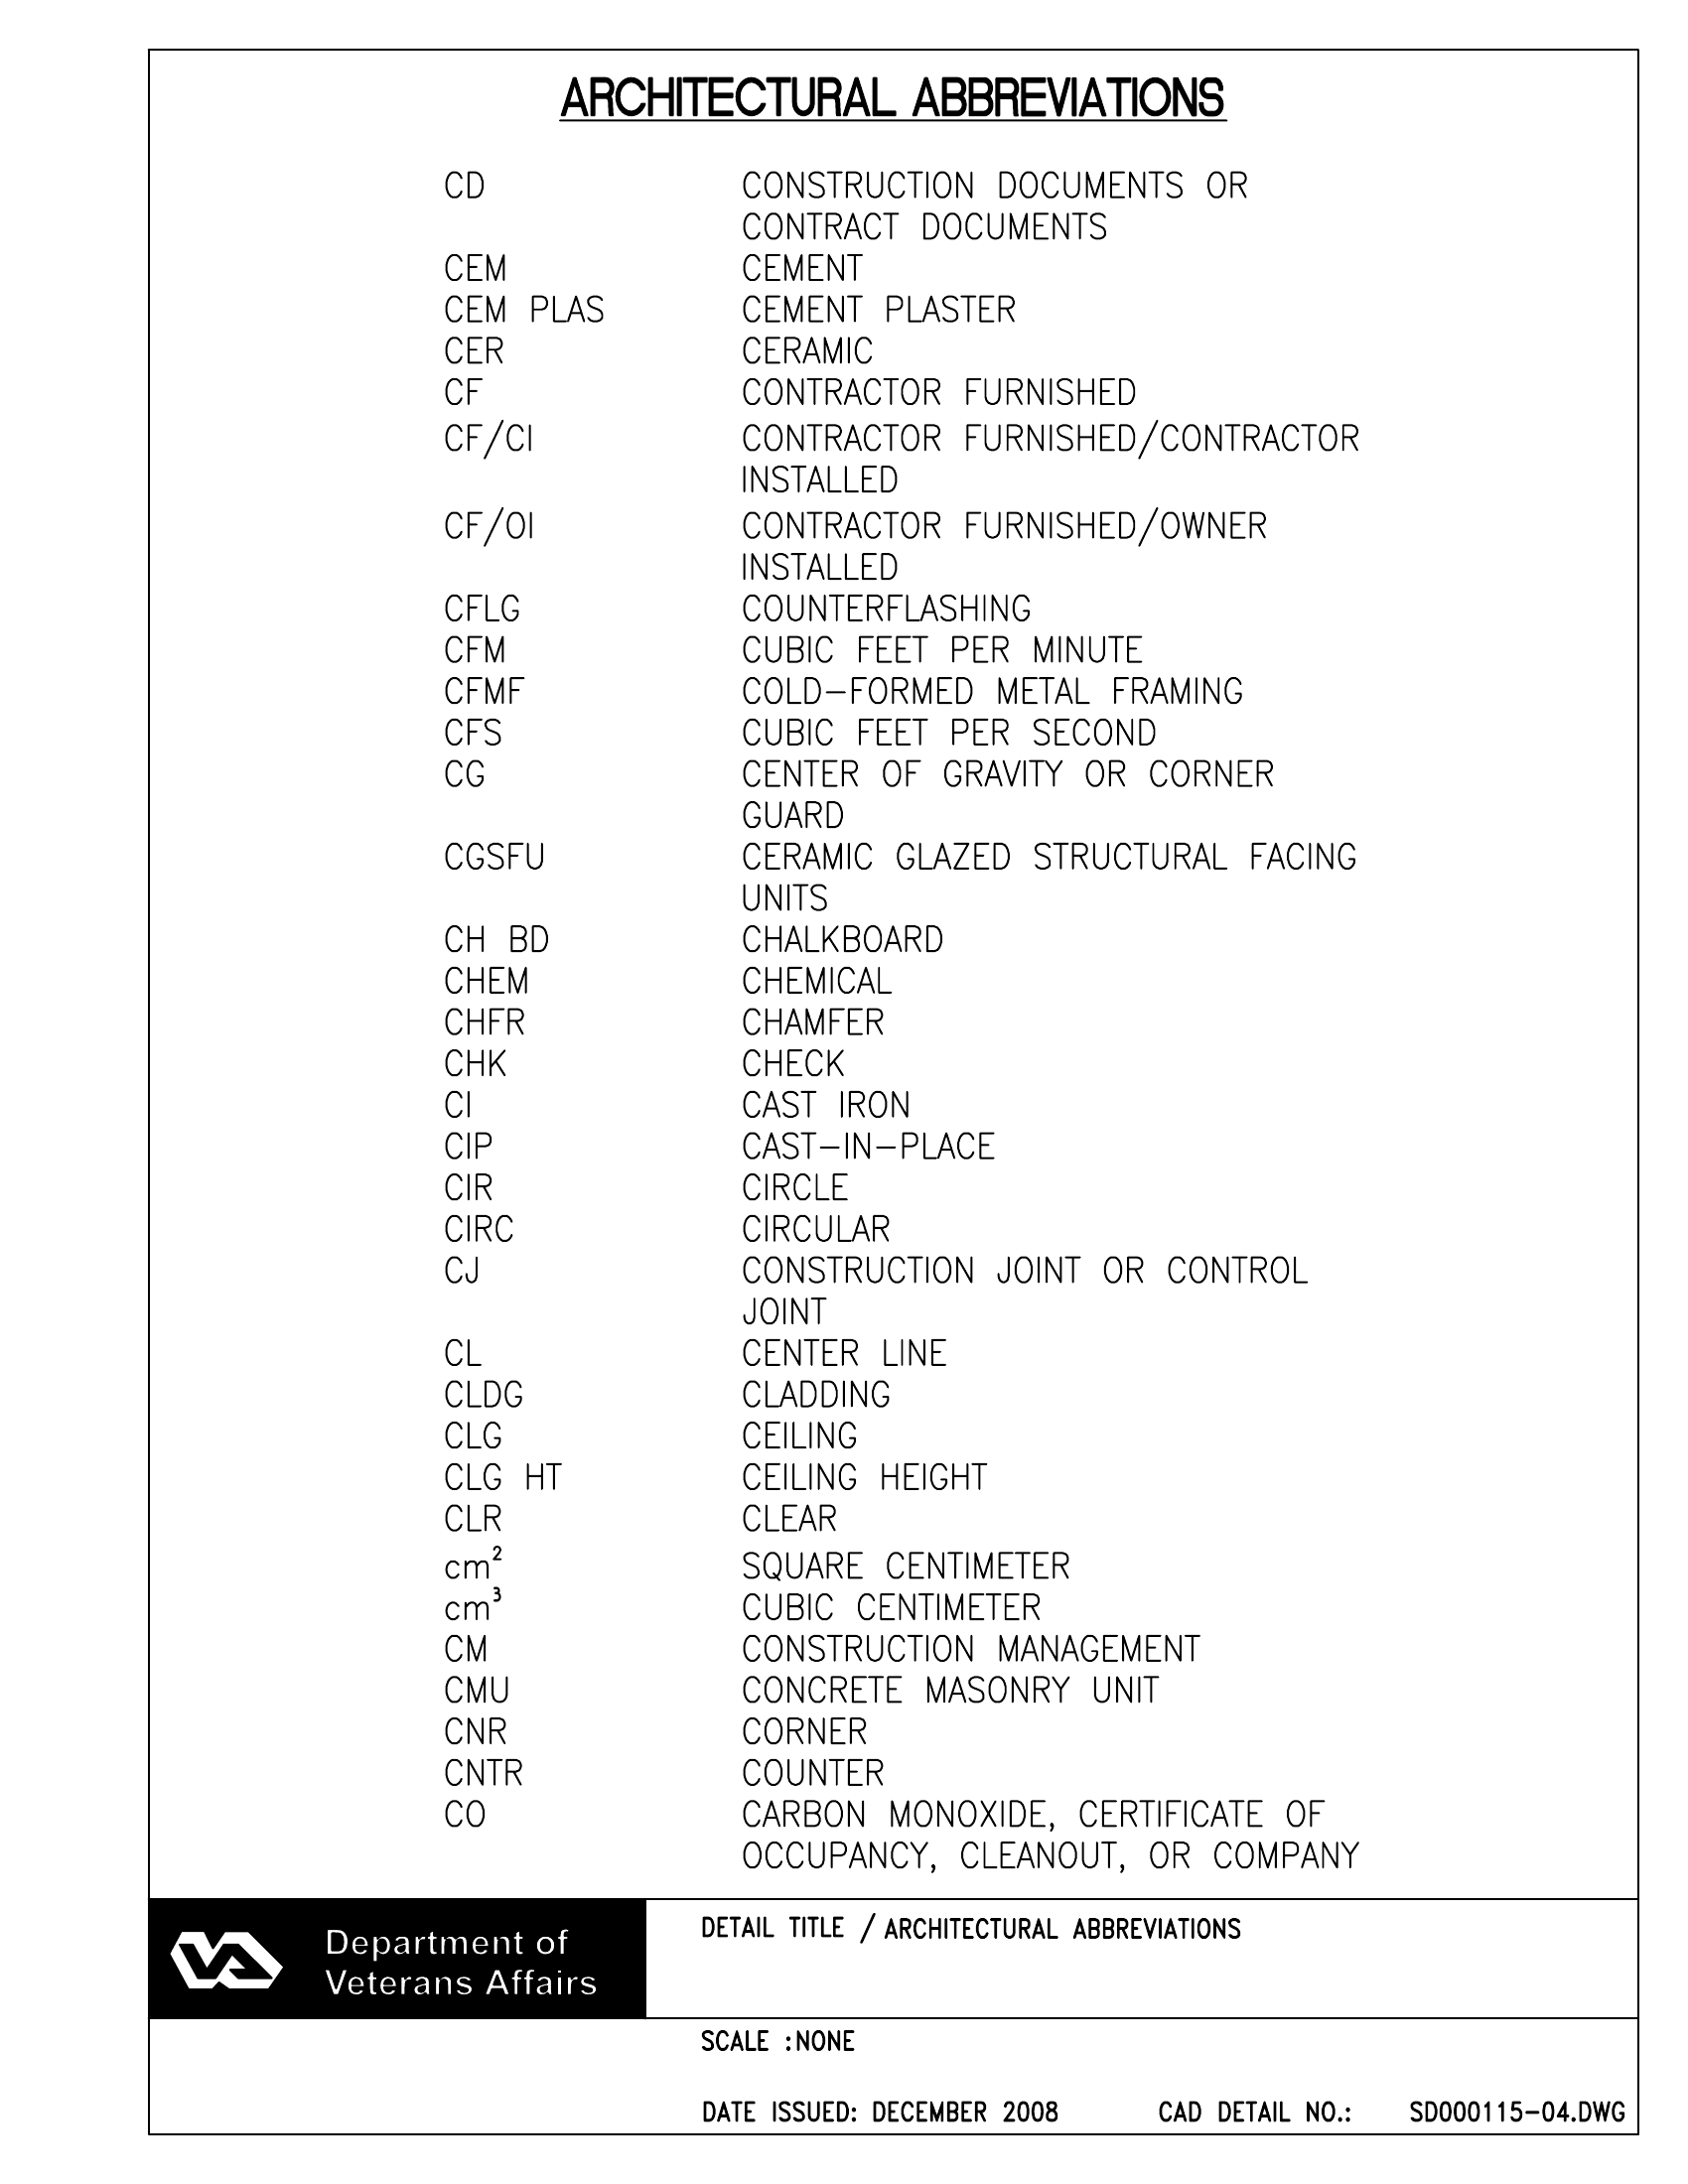 ARCHITECTURAL ABBREVIATIONS
CD CONSTRUCTION DOCUMENTS OR
CONTRACT DOCUMENTS
CEM CEMENT
CEM PLAS CEMENT PLASTER
CER CERAMIC
CF CONTRACTOR FURNISHED
CF/CI CONTRACTOR FURNISHED/CONTRACTOR
INSTALLED
CF/OI CONTRACTOR FURNISHED/OWNER
INSTALLED
CFLG COUNTERFLASHING
CFM CUBIC FEET PER MINUTE
CFMF COLD-FORMED METAL FRAMING
CFS CUBIC FEET PER SECOND
CG CENTER OF GRAVITY OR CORNER
GUARD
CGSFU CERAMIC GLAZED STRUCTURAL FACING
UNITS
CH BD CHALKBOARD
CHEM CHEMICAL
CHFR CHAMFER
CHK CHECK
CI CAST IRON
CIP CAST-IN-PLACE
CIR CIRCLE
CIRC CIRCULAR
CJ CONSTRUCTION JOINT OR CONTROL
JOINT
CL CENTER LINE
CLDG CLADDING
CLG CEILING
CLG HT CEILING HEIGHT
CLR CLEAR
cm² SQUARE CENTIMETER
cm³ CUBIC CENTIMETER
CM CONSTRUCTION MANAGEMENT
CMU CONCRETE MASONRY UNIT
CNR CORNER
CNTR COUNTER
CO CARBON MONOXIDE, CERTIFICATE OF
OCCUPANCY, CLEANOUT, OR COMPANY
Department of
Veterans Affairs
DETAIL TITLE / ARCHITECTURAL ABBREVIATIONS
SCALE :NONE
DATE ISSUED: DECEMBER 2008 CAD DETAIL NO.: SD000115-04.DWG